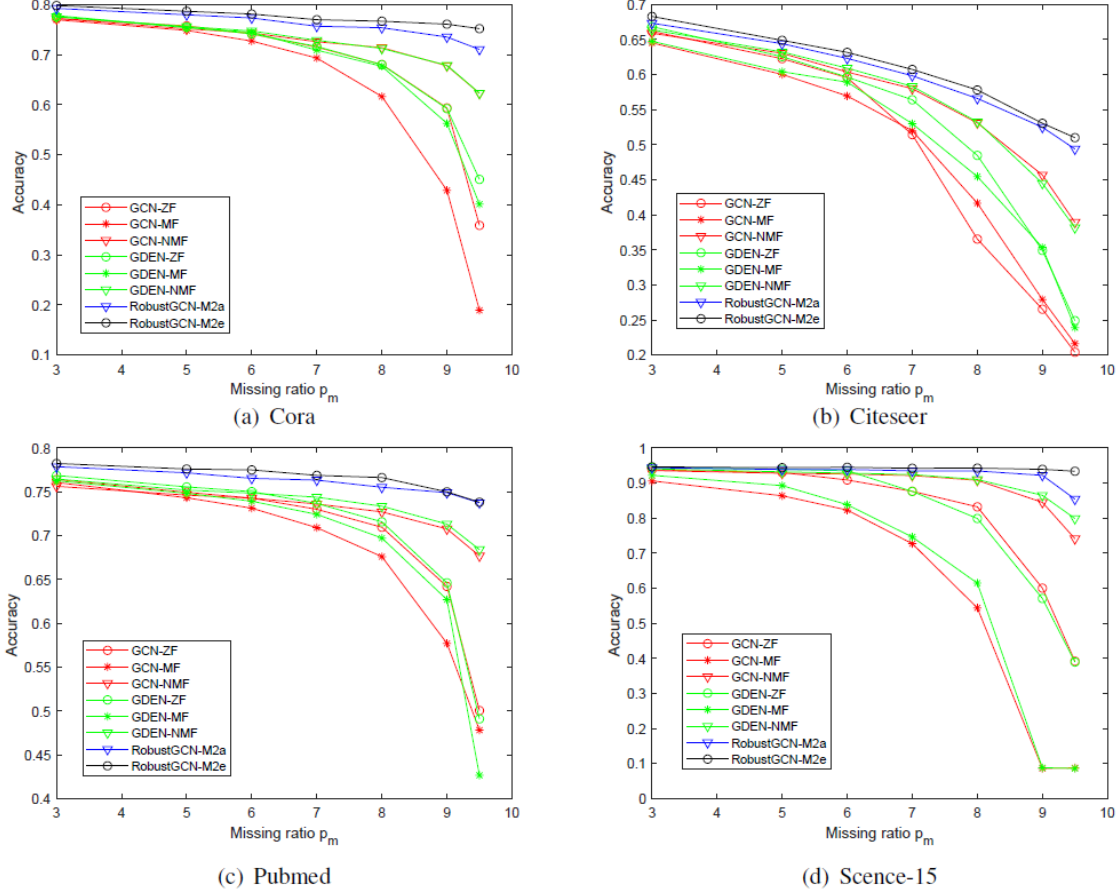 0.8
0.7
0.6
0.5
0.4
0.3
0.2
0.1
Accuracy
GCN-ZF
GCN-MF
GCN-NMF
GDEN-ZF
GDEN-MF
GDEN-NMF
RobustGCN-M2a
RobustGCN-M2e
3 4 5 6 7 8 9 10
Missing ratio pm
(a) Cora
0.7
0.65
0.6
0.55
0.5
0.45
0.4
0.35
0.3
0.25
0.2
Accuracy
GCN-ZF
GCN-MF
GCN-NMF
GDEN-ZF
GDEN-MF
GDEN-NMF
RobustGCN-M2a
RobustGCN-M2e
3 4 5 6 7 8 9 10
Missing ratio pm
(b) Citeseer
0.8
0.75
0.7
0.65
0.6
0.55
0.5
0.45
0.4
Accuracy
GCN-ZF
GCN-MF
GCN-NMF
GDEN-ZF
GDEN-MF
GDEN-NMF
RobustGCN-M2a
RobustGCN-M2e
3 4 5 6 7 8 9 10
Missing ratio pm
(c) Pubmed
1
0.9
0.8
0.7
0.6
0.5
0.4
0.3
0.2
0.1
0
Accuracy
GCN-ZF
GCN-MF
GCN-NMF
GDEN-ZF
GDEN-MF
GDEN-NMF
RobustGCN-M2a
RobustGCN-M2e
3 4 5 6 7 8 9 10
Missing ratio pm
(d) Scence-15